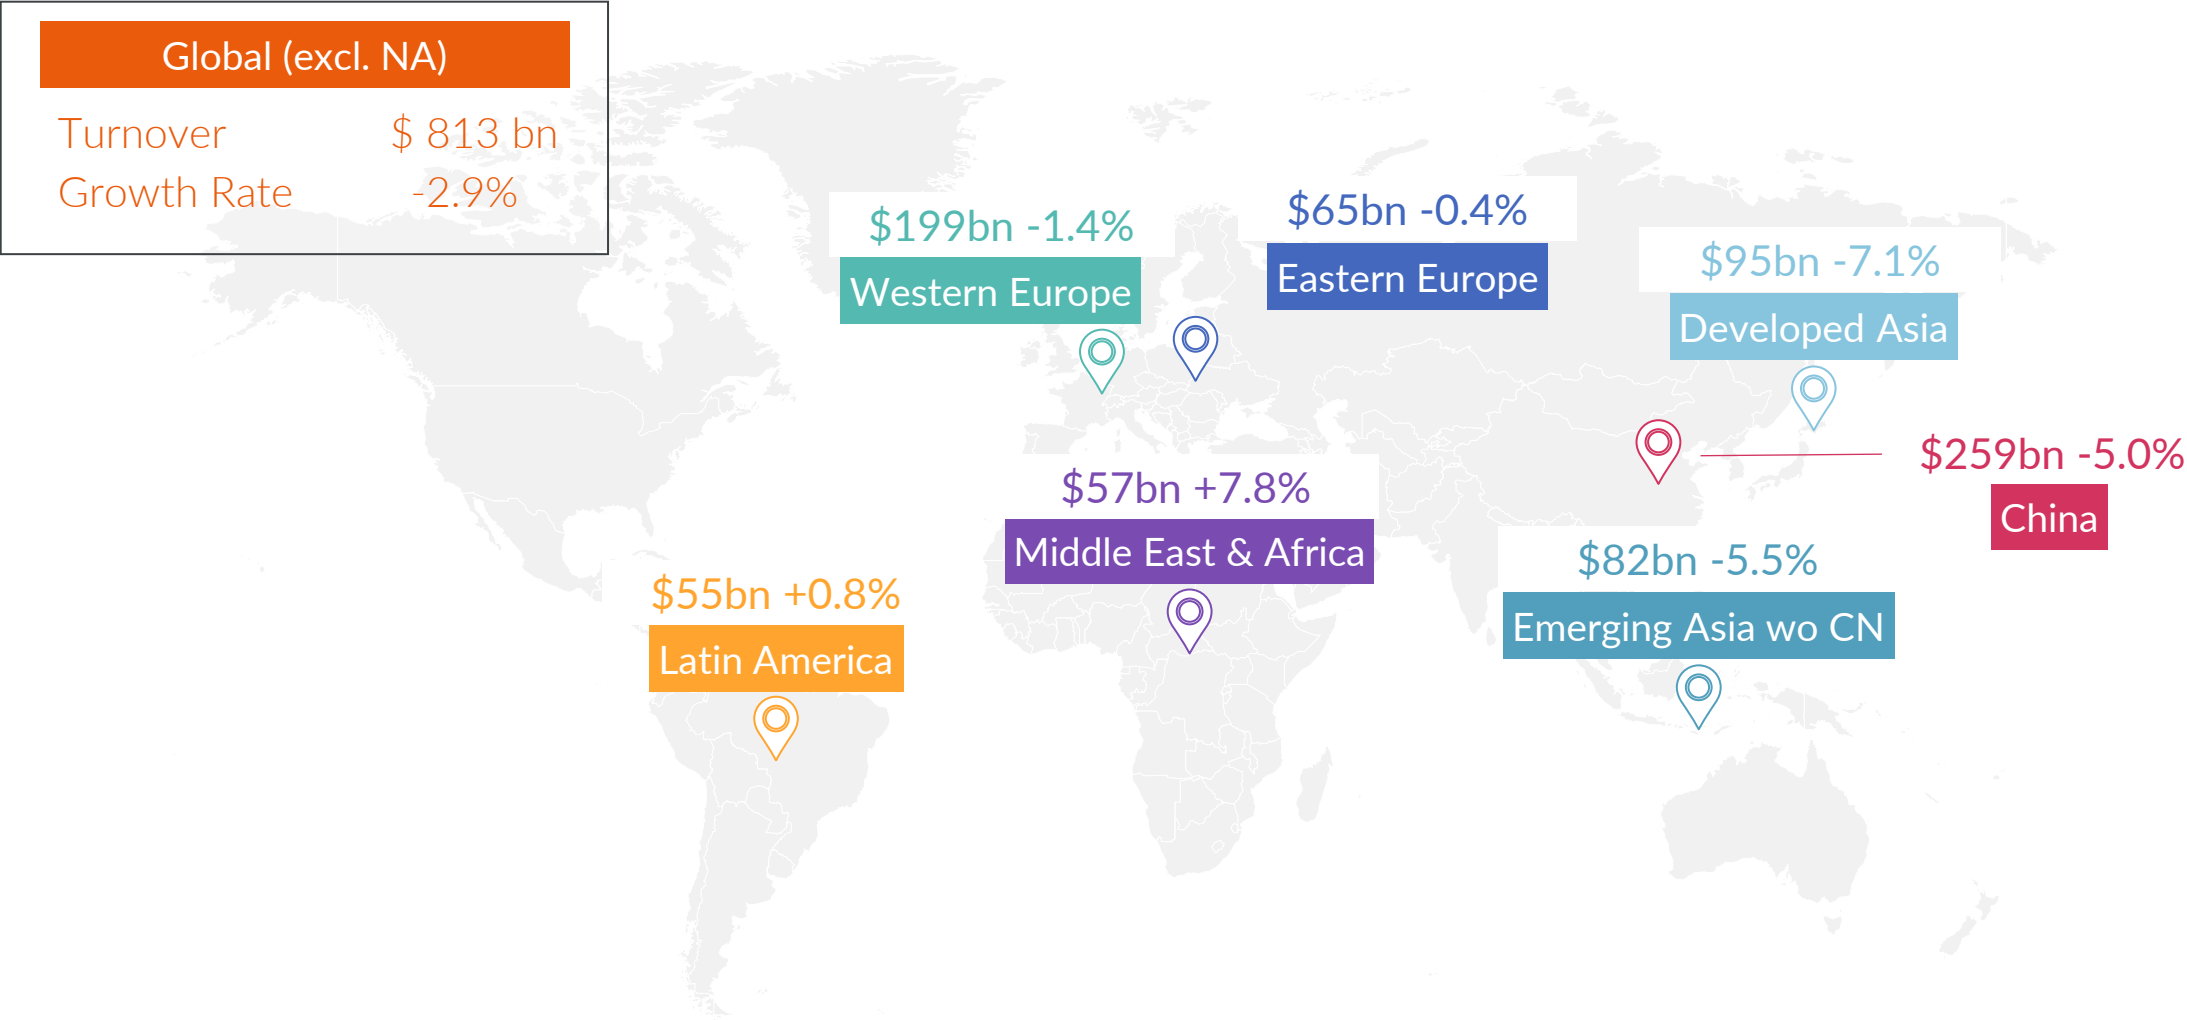 Global (excl. NA)
Turnover $ 813 bn
Growth Rate -2.9%
$199bn -1.4%
Western Europe
$65bn -0.4%
Eastern Europe
$95bn -7.1%
Developed Asia
$259bn -5.0%
China
$57bn +7.8%
Middle East & Africa
$82bn -5.5%
Emerging Asia wo CN
$55bn +0.8%
Latin America